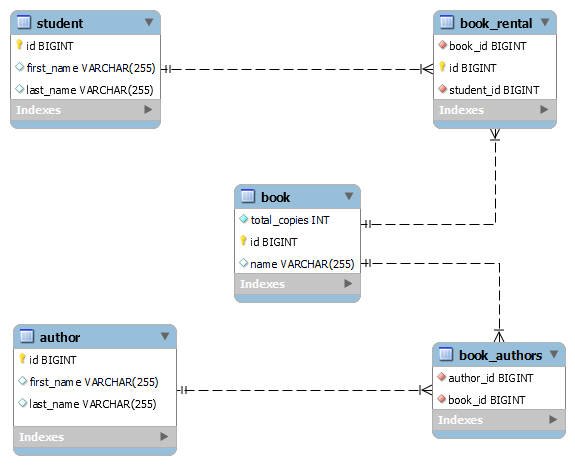 student
id BIGINT
first_name VARCHAR(255)
last_name VARCHAR(255)
Indexes
book_rental
book_id BIGINT
id BIGINT
student_id BIGINT
Indexes
book
total_copies INT
id BIGINT
name VARCHAR(255)
Indexes
author
id BIGINT
first_name VARCHAR(255)
last_name VARCHAR(255)
Indexes
book_authors
author_id BIGINT
book_id BIGINT
Indexes